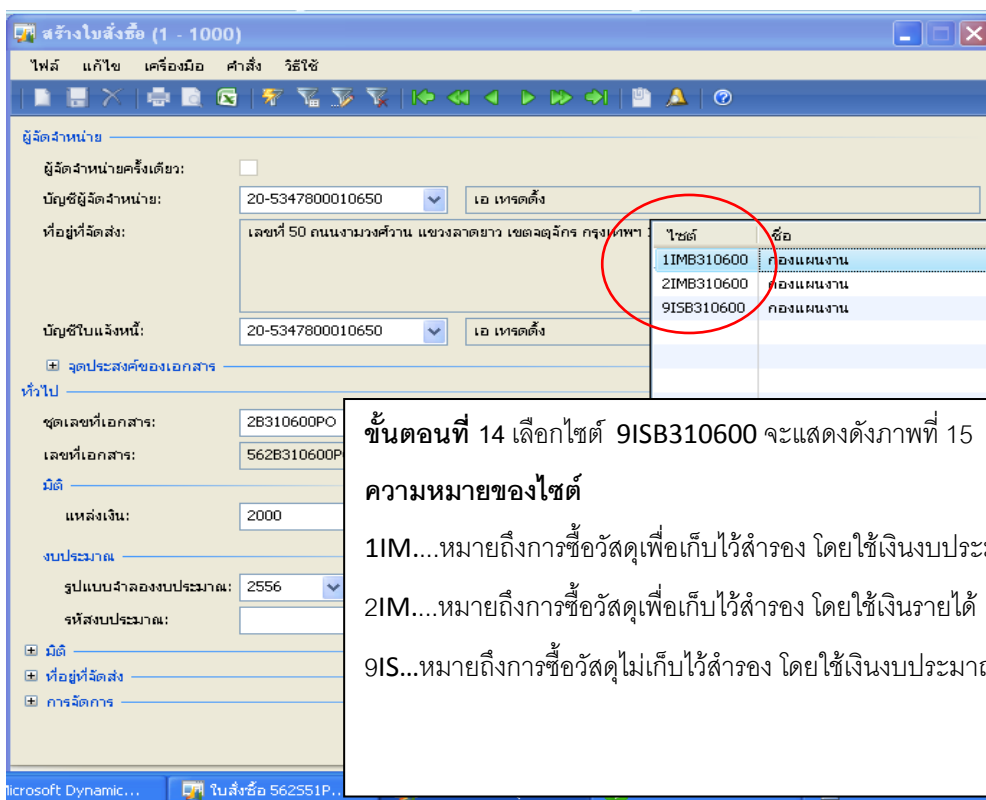 สร้างใบสั่งซื้อ (1 - 1000)
ไฟล์ แก้ไข เครื่องมือ คำสั่ง วิธีใช้
ผู้จัดจำหน่าย
ผู้จัดจำหน่ายครั้งเดียว:
บัญชีผู้จัดจำหน่าย: 20-5347800010650 เอ เทรดดิ้ง
ที่อยู่ที่จัดส่ง: เลขที่ 50 ถนนงามวงศ์วาน แขวงลาดยาว เขตจตุจักร กรุงเทพฯ
ไซต์ ชื่อ
1IMB310600 กองแผนงาน
2IMB310600 กองแผนงาน
9ISB310600 กองแผนงาน
บัญชีใบแจ้งหนี้: 20-5347800010650 เอ เทรดดิ้ง
จุดประสงค์ของเอกสาร
ทั่วไป
ชุดเลขที่เอกสาร: 2B310600PO
เลขที่เอกสาร: 562B310600P
มิติ
แหล่งเงิน: 2000
งบประมาณ
รูปแบบจำลองงบประมาณ: 2556
รหัสงบประมาณ:
มิติ
ที่อยู่ที่จัดส่ง
การจัดการ
ขั้นตอนที่ 14 เลือกไซต์ 9ISB310600 จะแสดงดังภาพที่ 15
ความหมายของไซต์
1IM....หมายถึงการซื้อวัสดุเพื่อเก็บไว้สำรอง โดยใช้เงินงบประ
2IM....หมายถึงการซื้อวัสดุเพื่อเก็บไว้สำรอง โดยใช้เงินรายได้
9IS...หมายถึงการซื้อวัสดุไม่เก็บไว้สำรอง โดยใช้เงินงบประมา
icrosoft Dynamic... ใบสั่งซื้อ 562S51P..